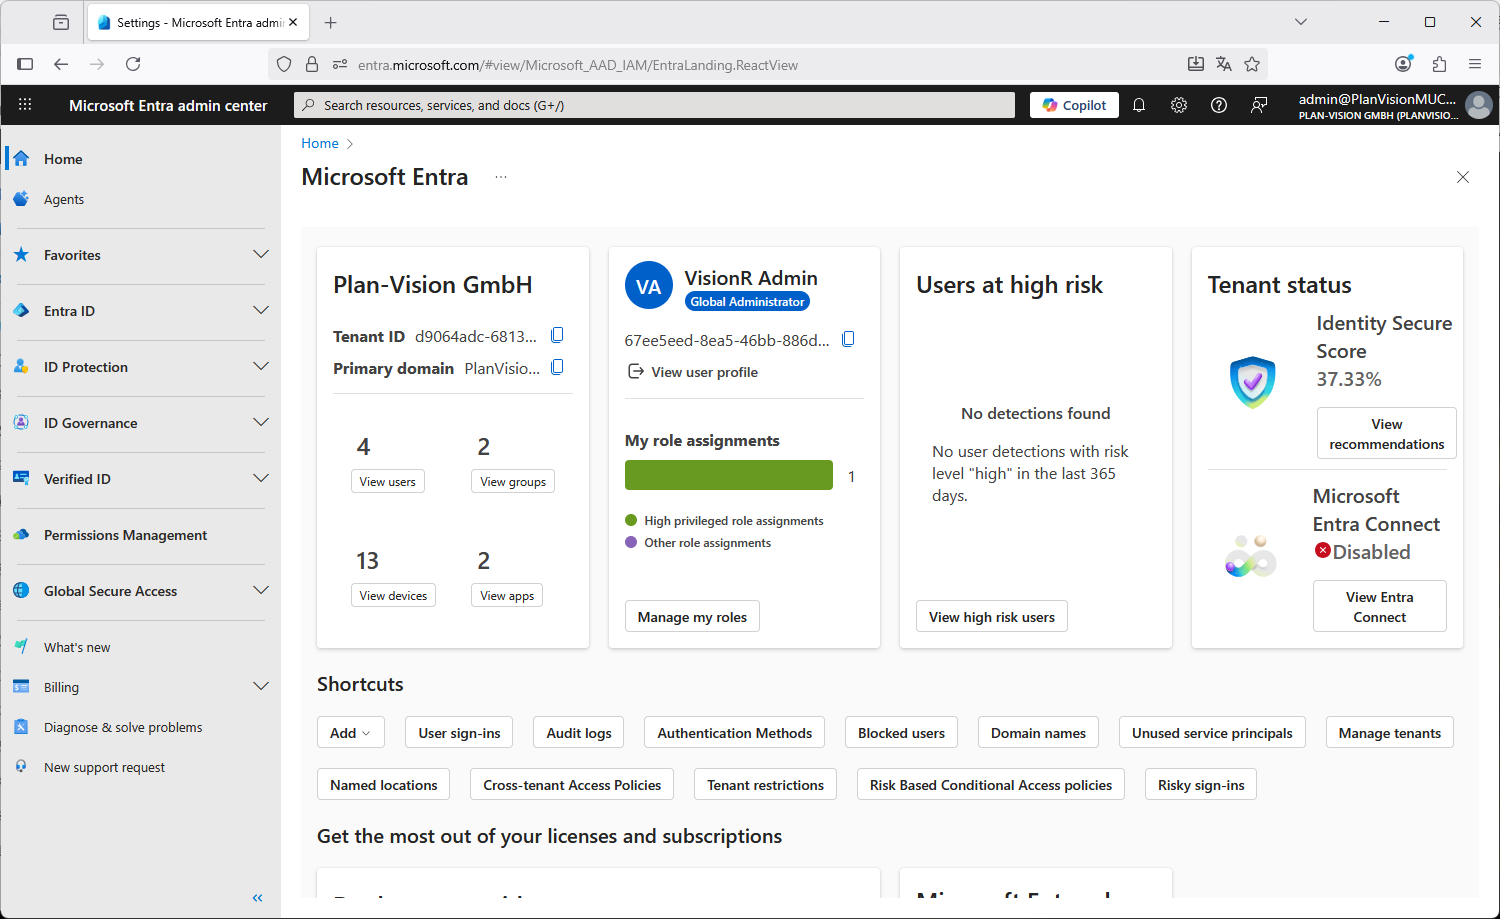 Settings - Microsoft Entra admi
entra.microsoft.com/#view/Microsoft_AAD_IAM/EntraLanding.ReactView
Microsoft Entra admin center
Search resources, services, and docs (G+/)
Copilot
admin@PlanVisionMUC...
PLAN-VISION GMBH (PLANVISIO...
Home
Agents
Favorites
Entra ID
ID Protection
ID Governance
Verified ID
Permissions Management
Global Secure Access
What's new
Billing
Diagnose & solve problems
New support request
Home
Microsoft Entra
Plan-Vision GmbH
Tenant ID d9064adc-6813...
Primary domain PlanVisio...
4
View users
2
View groups
13
View devices
2
View apps
VA
VisionR Admin
Global Administrator
67ee5eed-8ea5-46bb-886d...
View user profile
My role assignments
1
High privileged role assignments
Other role assignments
Manage my roles
Users at high risk
No detections found
No user detections with risk
level "high" in the last 365
days.
View high risk users
Tenant status
Identity Secure
Score
37.33%
View
recommendations
Microsoft
Entra Connect
Disabled
View Entra
Connect
Shortcuts
Add
User sign-ins
Audit logs
Authentication Methods
Blocked users
Domain names
Unused service principals
Manage tenants
Named locations
Cross-tenant Access Policies
Tenant restrictions
Risk Based Conditional Access policies
Risky sign-ins
Get the most out of your licenses and subscriptions